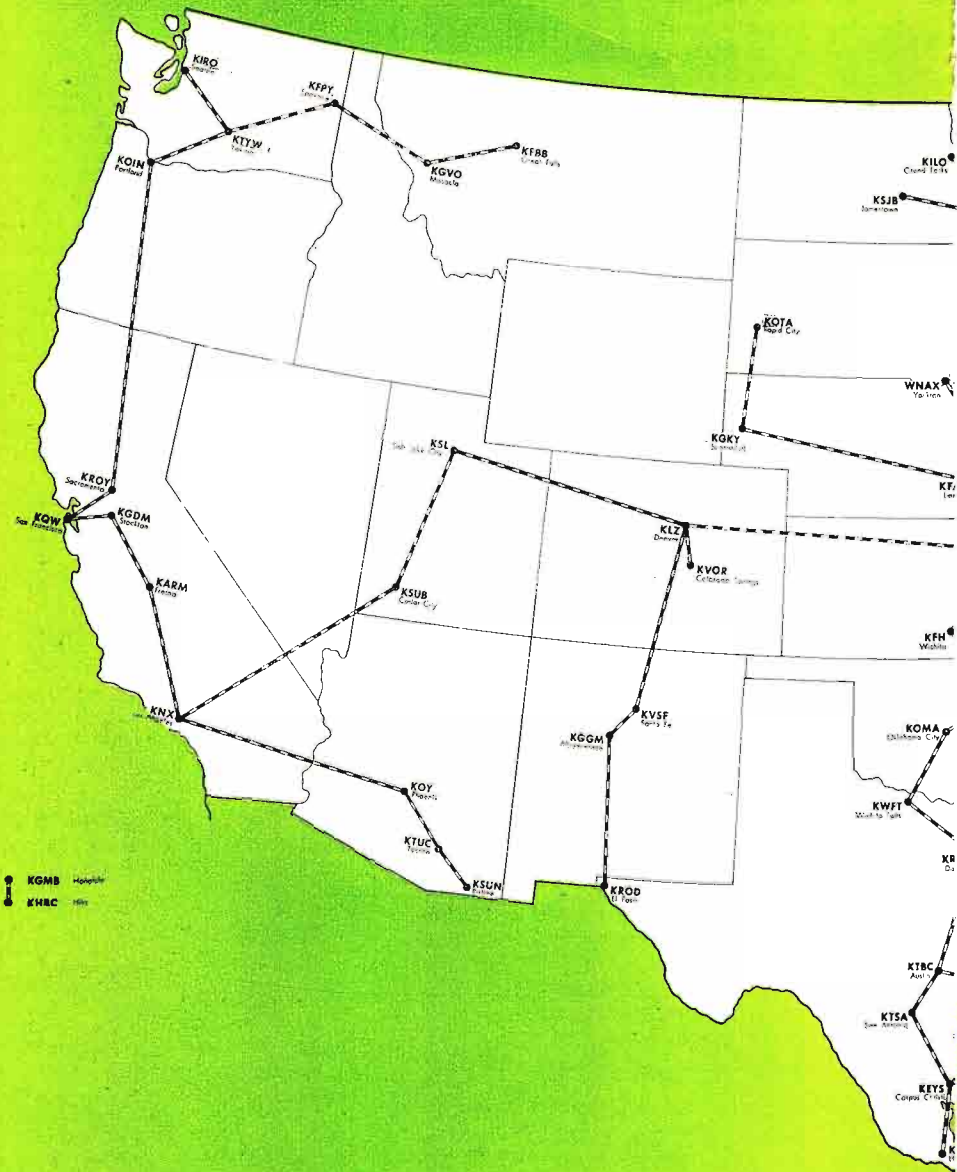 KIRO
Seattle
KFPY
Spokane
KTYW
Yakima
KOIN
Portland
KGVO
Missoula
KFBB
Great Falls
KILO
Grand Forks
KSJB
Jamestown
KOTA
Rapid City
WNAX
Yankton
KGKY
Scottsbluff
KSL
Salt Lake City
KROY
Sacramento
KQW
San Francisco
KGDM
Stockton
KLZ
Denver
KVOR
Colorado Springs
KARM
Fresno
KSUB
Cedar City
KFH
Wichita
KNX
Los Angeles
KVSF
Santa Fe
KGGM
Albuquerque
KOMA
Oklahoma City
KOY
Phoenix
KWFT
Wichita Falls
KTUC
Tucson
KSUN
KROD
El Paso
KGMB Honolulu
KHBC Hilo
KTBC
Austin
KTSA
San Antonio
KEYS
Corpus Christi